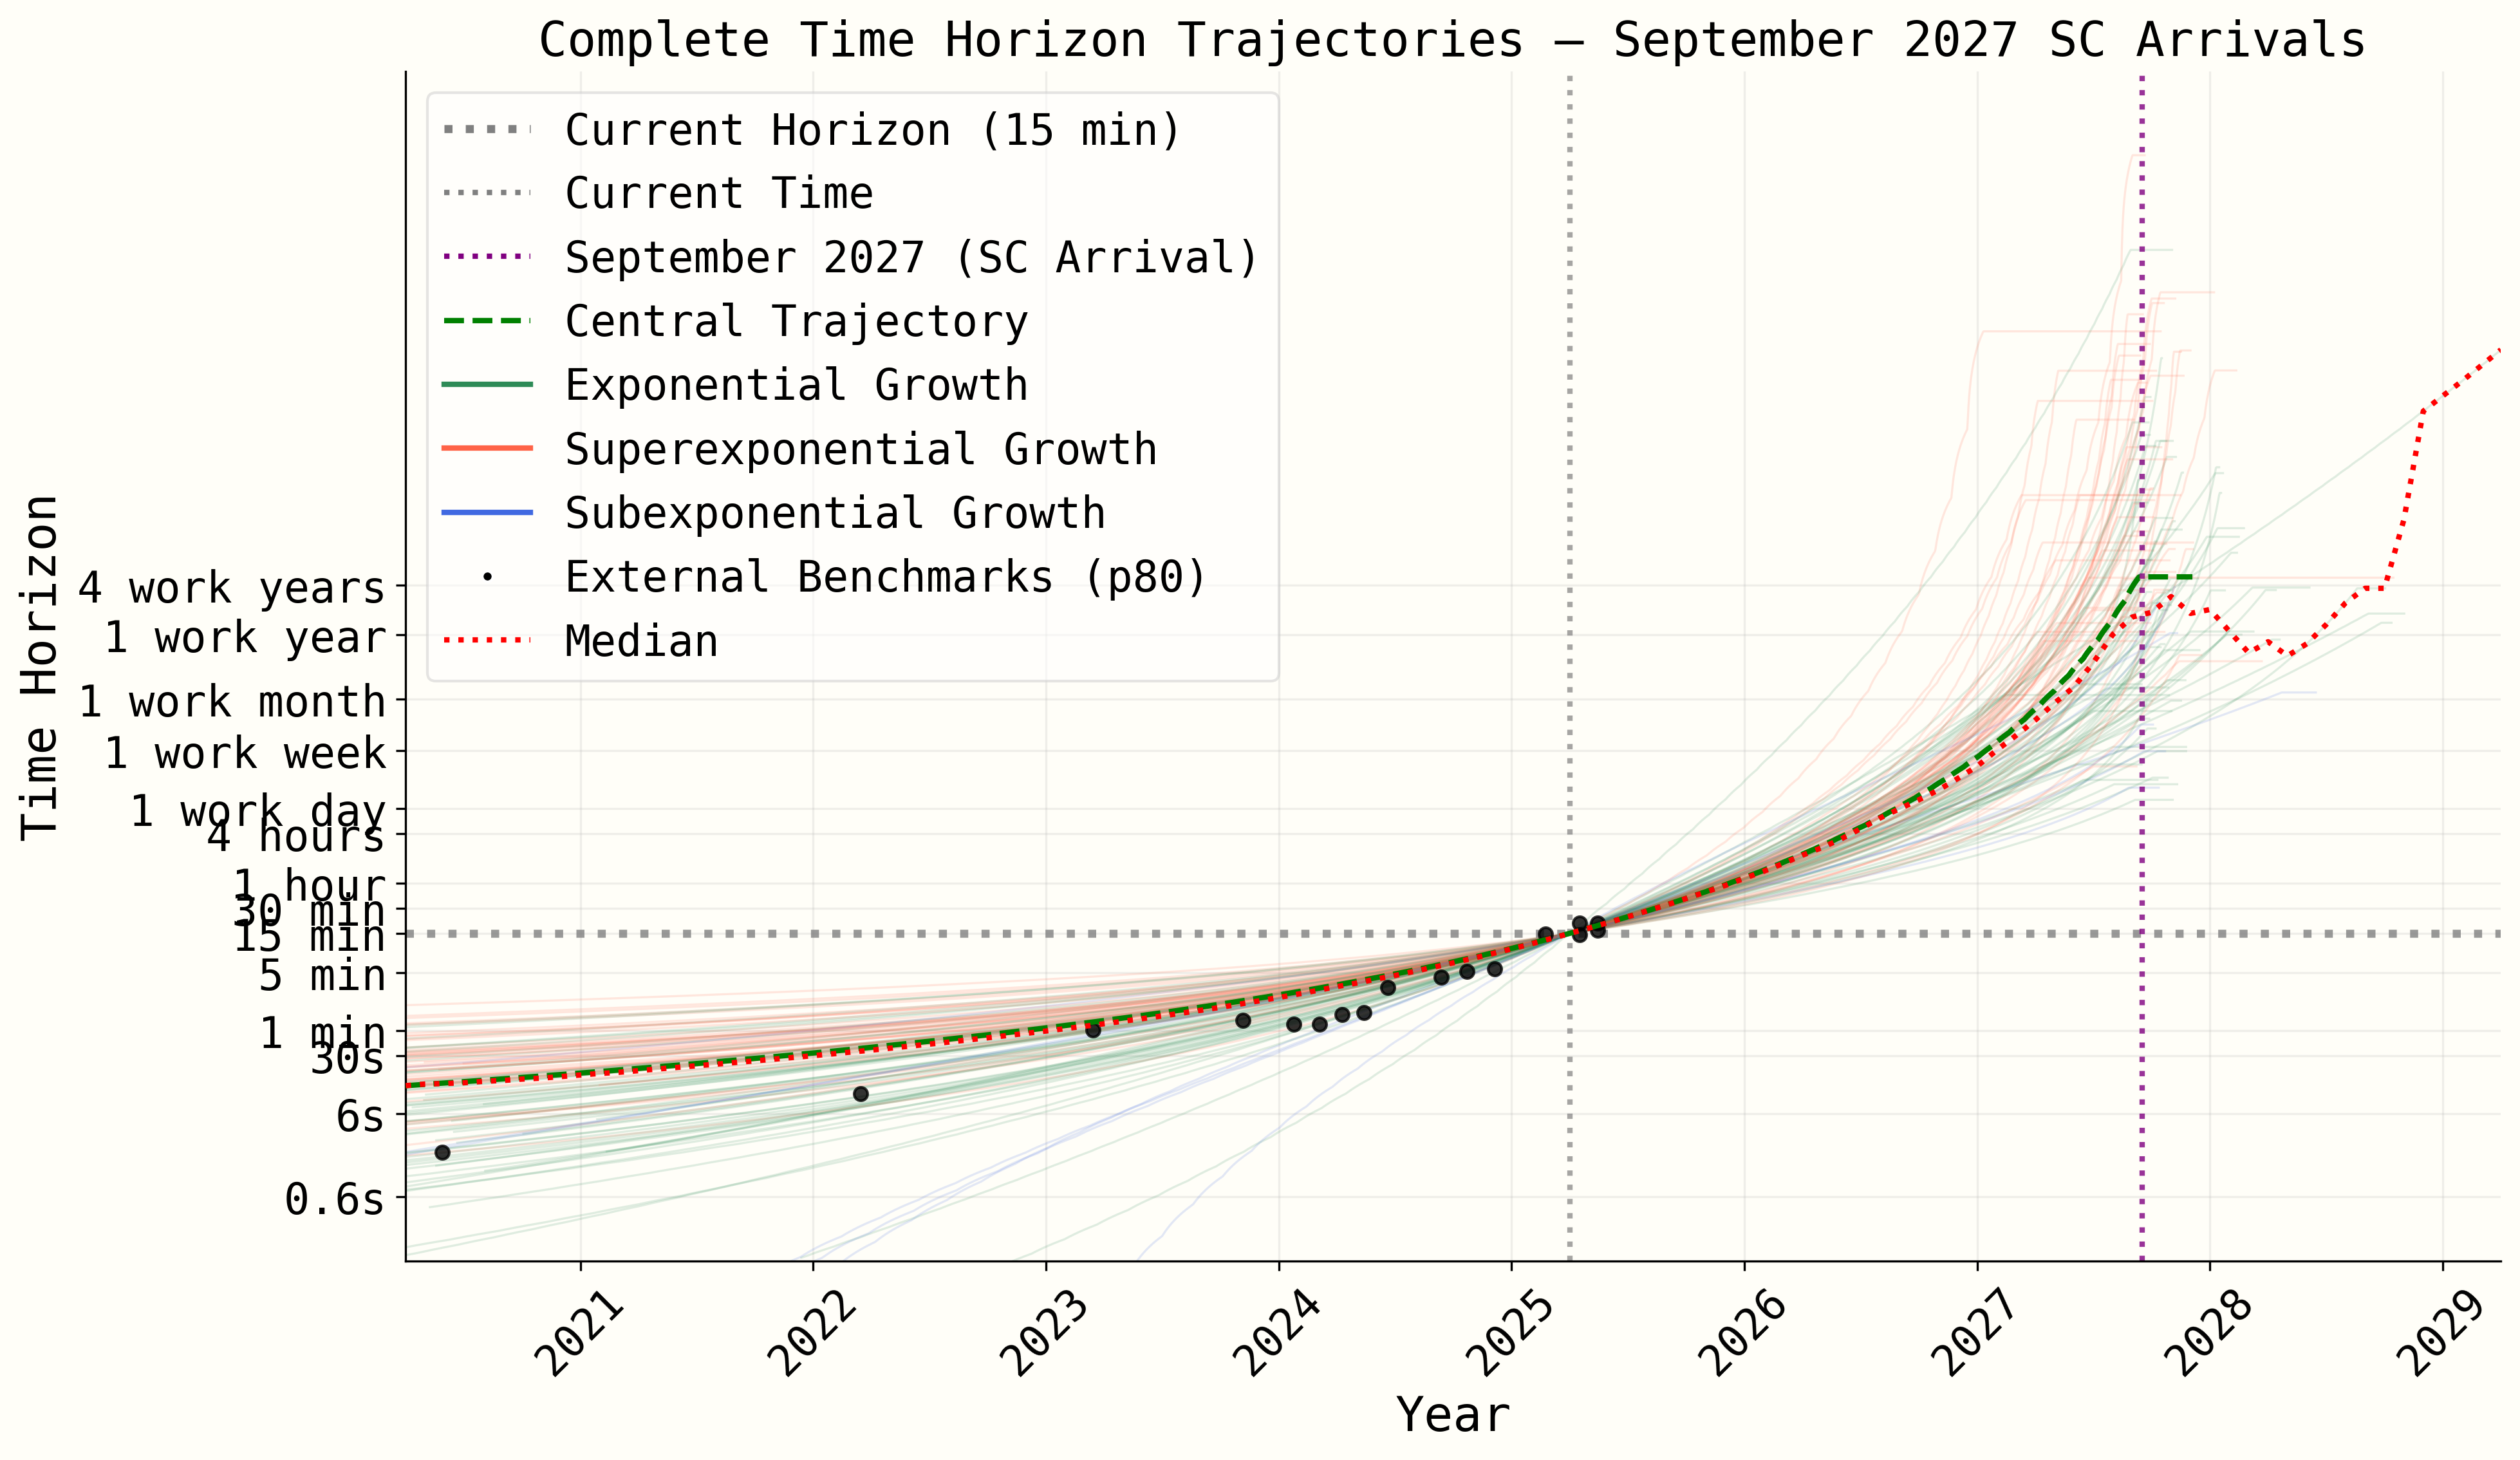 Complete Time Horizon Trajectories — September 2027 SC Arrivals
Current Horizon (15 min)
Current Time
September 2027 (SC Arrival)
Central Trajectory
Exponential Growth
Superexponential Growth
Subexponential Growth
External Benchmarks (p80)
Median
Time Horizon
4 work years
1 work year
1 work month
1 work week
1 work day
4 hours
1 hour
30 min
15 min
5 min
1 min
30s
6s
0.6s
2021 2022 2023 2024 2025 2026 2027 2028 2029
Year